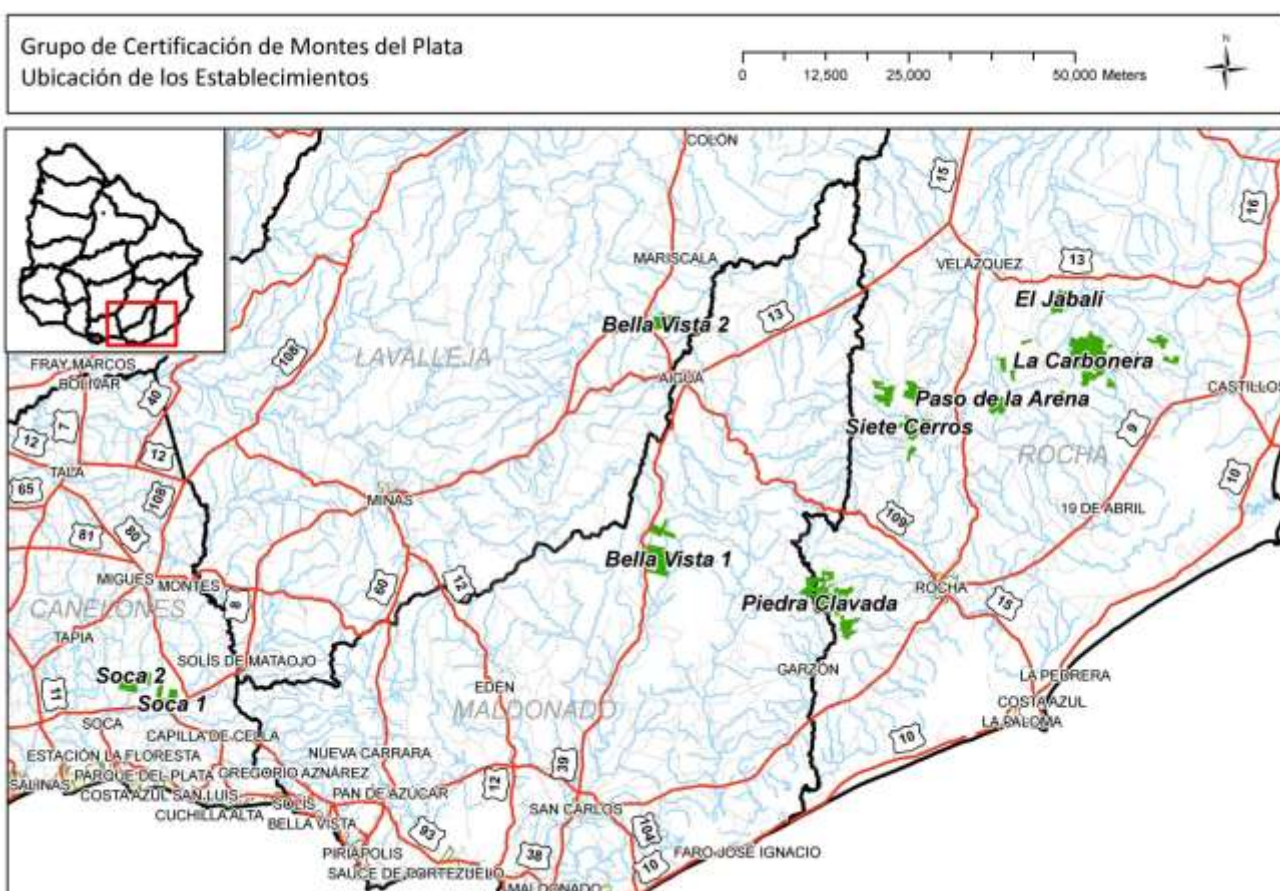 Grupo de Certificación de Montes del Plata
Ubicación de los Establecimientos
0 12,500 25,000 50,000 Meters
N
COLÓN
15
16
MARISCALA
VELÁZQUEZ
13
El Jabalí
Bella Vista 2
13
108
LAVALLEJA
La Carbonera
FRAY MARCOS
BOLÍVAR
AIGUÁ
CASTILLOS
40
Paso de la Arena
Siete Cerros
9
7
12
12
ROCHA
TALA
10
65
108
MINAS
19 DE ABRIL
109
81
80
Bella Vista 1
MIGUES
MONTES
60
12
ROCHA
8
15
CANELONES
Piedra Clavada
TAPIA
SOLÍS DE MATAOJO
GARZÓN
Soca 2
LA PEDRERA
11
Soca 1
EDEN
COSTA AZUL
MALDONADO
LA PALOMA
SOCA
CAPILLA DE CELLA
10
ESTACIÓN LA FLORESTA
NUEVA CARRARA
39
PARQUE DEL PLATA
GREGORIO AZNÁREZ
12
SALINAS
COSTA AZUL
SAN LUIS
PAN DE AZÚCAR
SOLÍS
SAN CARLOS
CUCHILLA ALTA
BELLA VISTA
93
104
PIRIÁPOLIS
38
10
FARO JOSÉ IGNACIO
SAUCE DE PORTEZUELO
MALDONADO